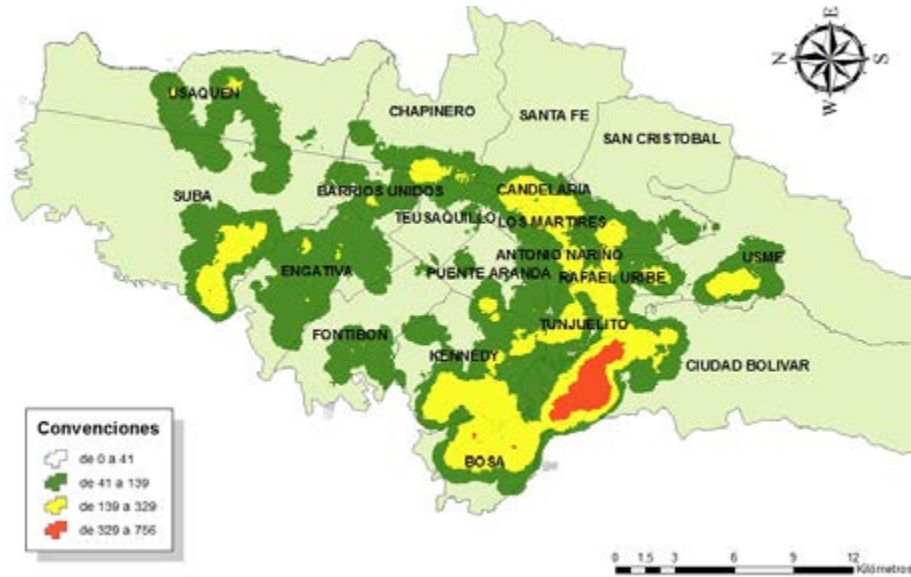 E
N
S
W
USAQUEN
CHAPINERO
SANTA FE
SAN CRISTOBAL
SUBA
BARRIOS UNIDOS
CANDELARIA
TEUSAQUILLO
LOS MARTIRES
ENGATIVA
ANTONIO NARIÑO
USME
PUENTE ARANDA
RAFAEL URIBE
FONTIBON
TUNJUELITO
KENNEDY
CIUDAD BOLIVAR
BOSA
Convenciones
de 0 a 41
de 41 a 139
de 139 a 329
de 329 a 756
0 1.5 3 6 9 12
Kilómetros